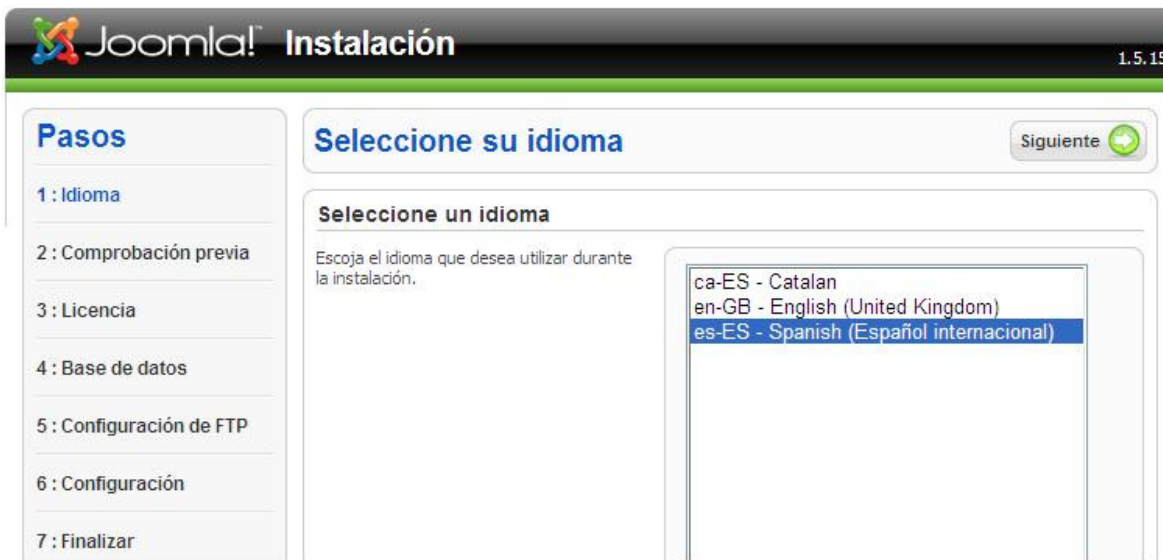 Joomla! Instalación
1.5.15
Pasos
1 : Idioma
2 : Comprobación previa
3 : Licencia
4 : Base de datos
5 : Configuración de FTP
6 : Configuración
7 : Finalizar
Seleccione su idioma
Siguiente
Seleccione un idioma
Escoja el idioma que desea utilizar durante
la instalación.
ca-ES - Catalan
en-GB - English (United Kingdom)
es-ES - Spanish (Español internacional)